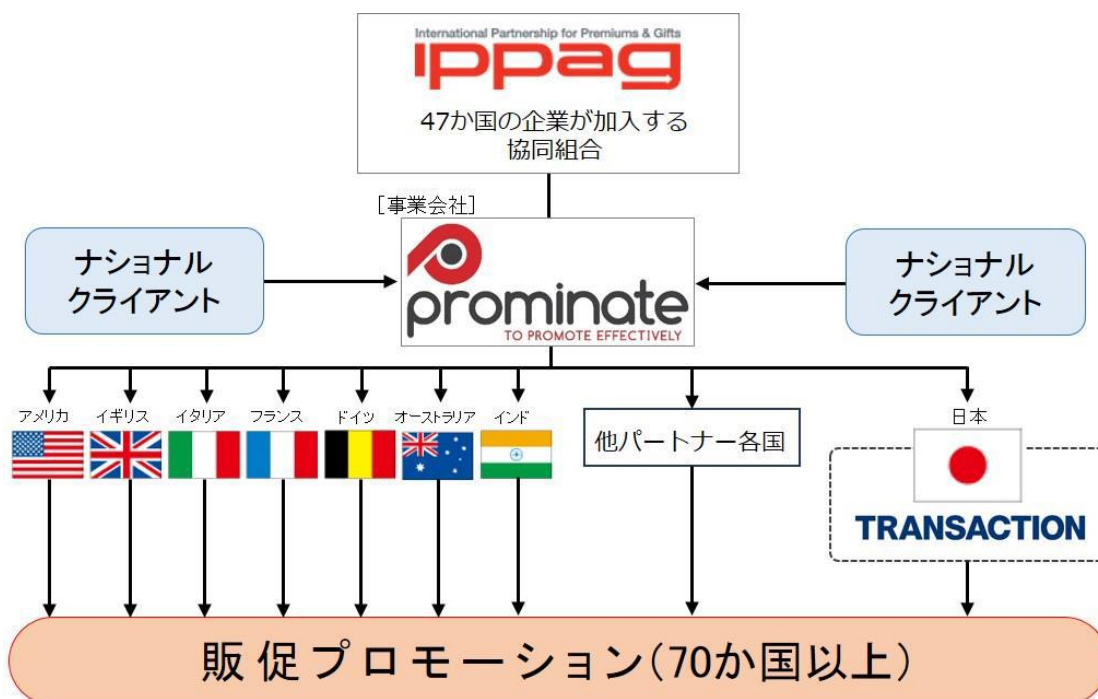 International Partnership for Premiums & Gifts
ippag
47か国の企業が加入する
協同組合
[事業会社]
ナショナル
クライアント
prominate
TO PROMOTE EFFECTIVELY
ナショナル
クライアント
アメリカ
イギリス
イタリア
フランス
ドイツ
オーストラリア
インド
他パートナー各国
日本
TRANSACTION
販促プロモーション(70か国以上)